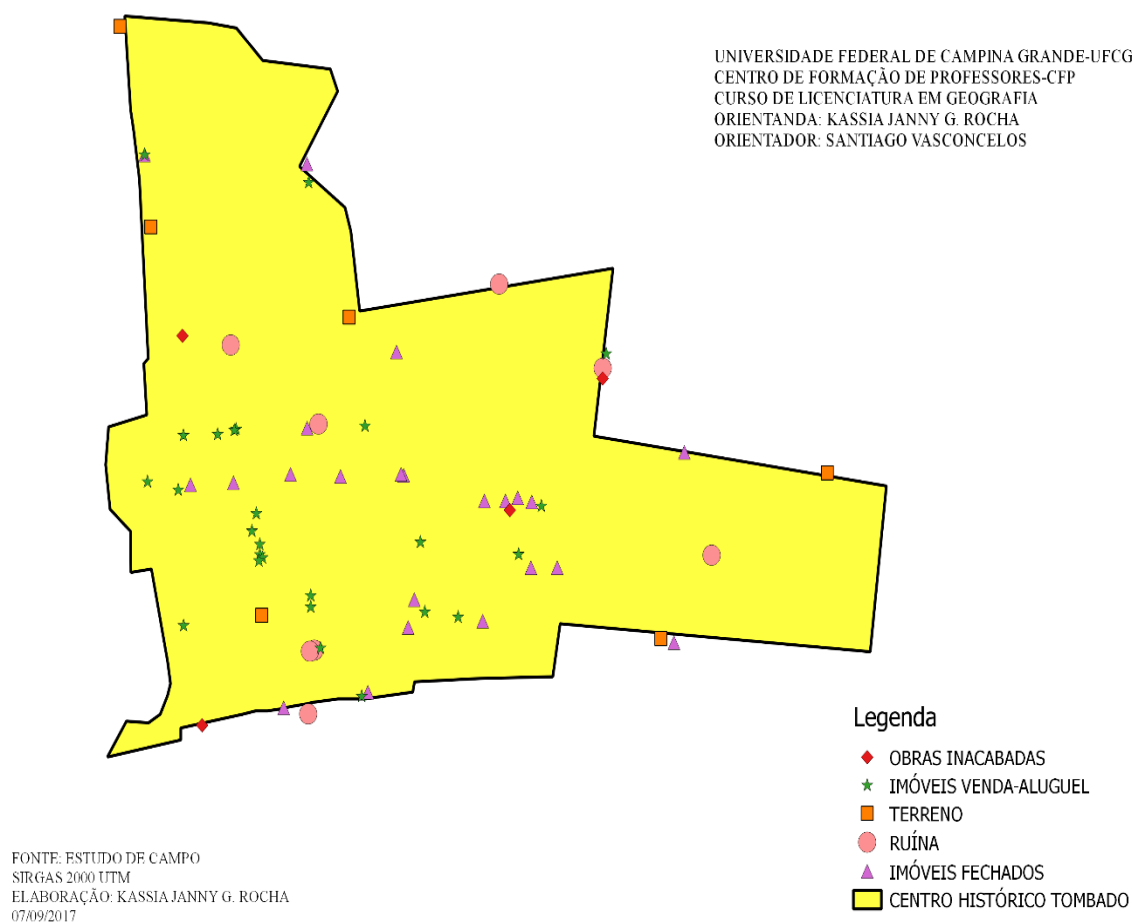 UNIVERSIDADE FEDERAL DE CAMPINA GRANDE-UFCG
CENTRO DE FORMAÇÃO DE PROFESSORES-CFP
CURSO DE LICENCIATURA EM GEOGRAFIA
ORIENTANDA: KASSIA JANNY G. ROCHA
ORIENTADOR: SANTIAGO VASCONCELOS
Legenda
OBRAS INACABADAS
IMÓVEIS VENDA-ALUGUEL
TERRENO
RUÍNA
IMÓVEIS FECHADOS
CENTRO HISTÓRICO TOMBADO
FONTE: ESTUDO DE CAMPO
SIRGAS 2000 UTM
ELABORAÇÃO: KASSIA JANNY G. ROCHA
07/09/2017